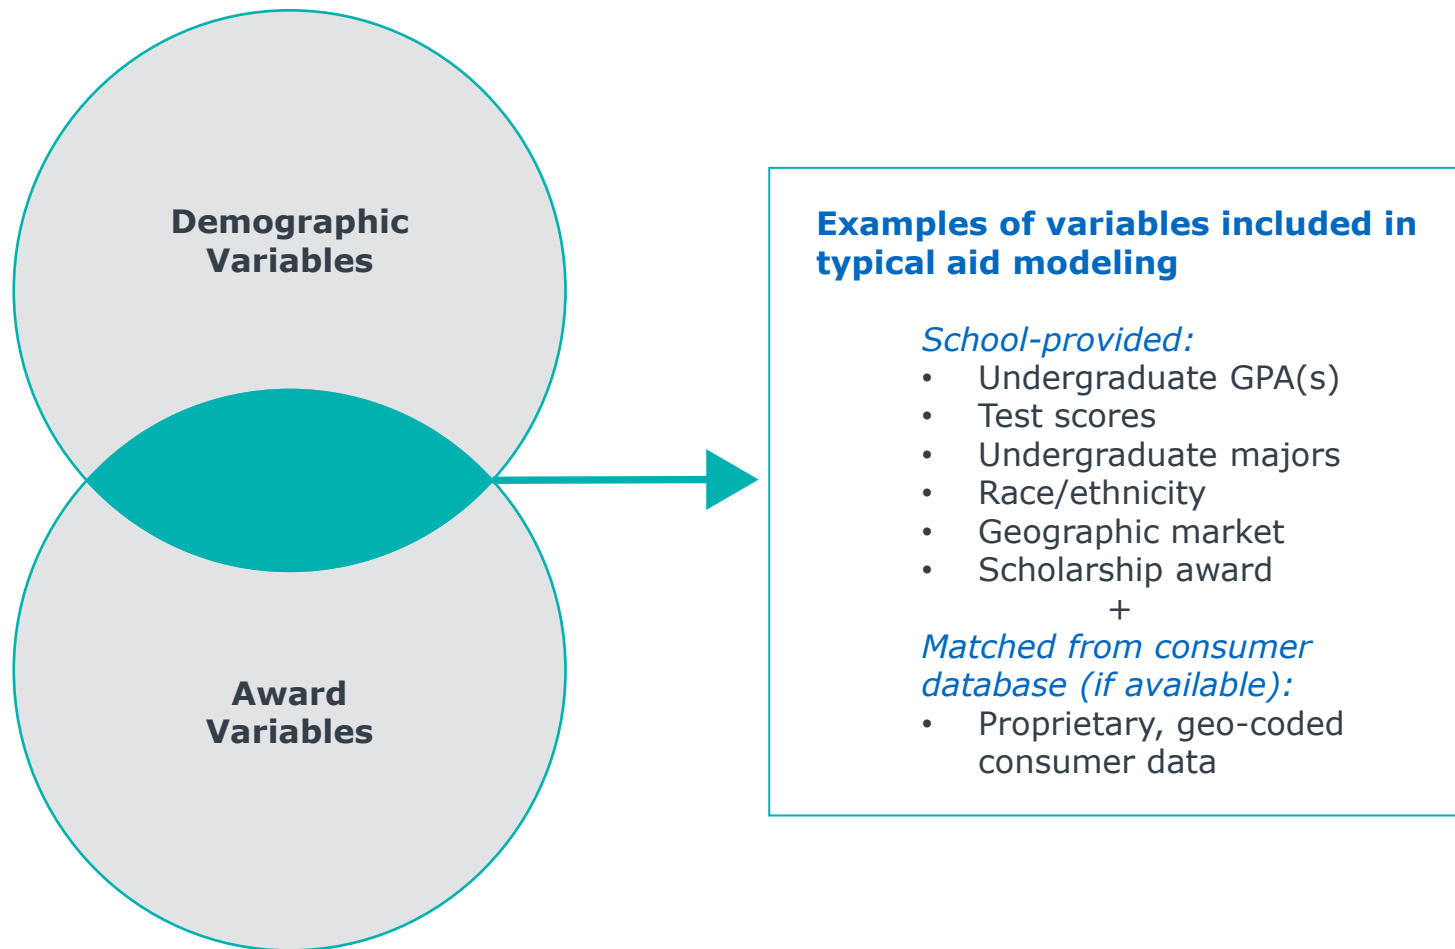 Demographic
Variables
Award
Variables
Examples of variables included in
typical aid modeling
School-provided:
• Undergraduate GPA(s)
• Test scores
• Undergraduate majors
• Race/ethnicity
• Geographic market
• Scholarship award
+
Matched from consumer
database (if available):
• Proprietary, geo-coded
consumer data